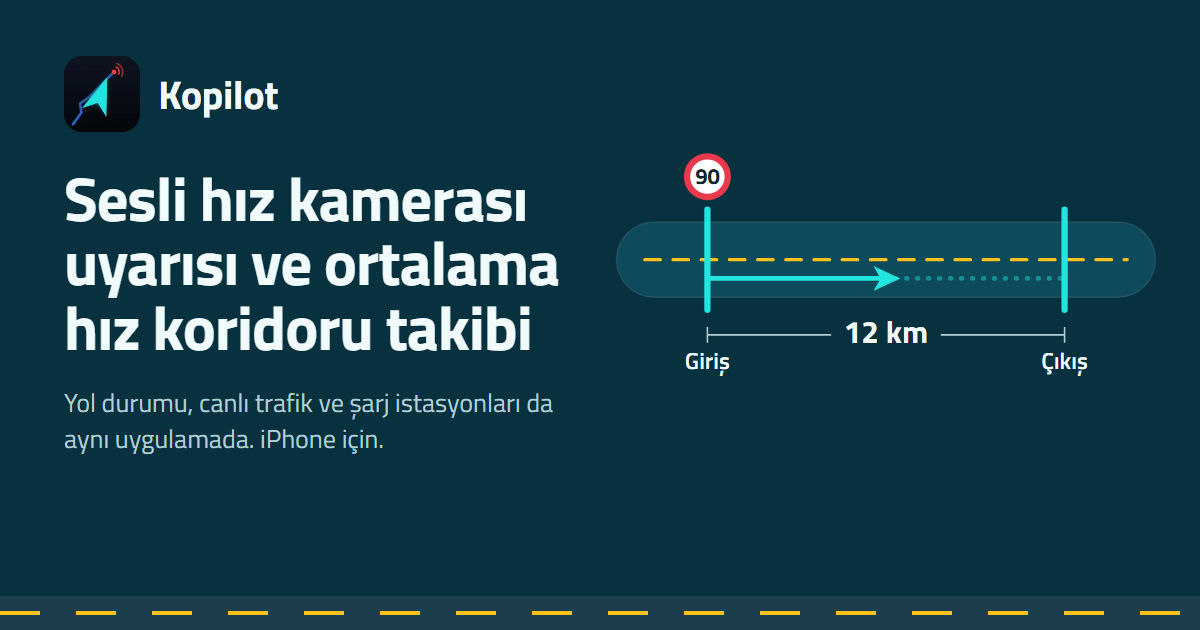 Kopilot
Sesli hız kamerası
uyarısı ve ortalama
hız koridoru takibi
Yol durumu, canlı trafik ve şarj istasyonları da
aynı uygulamada. iPhone için.
90
12 km
Giriş
Çıkış